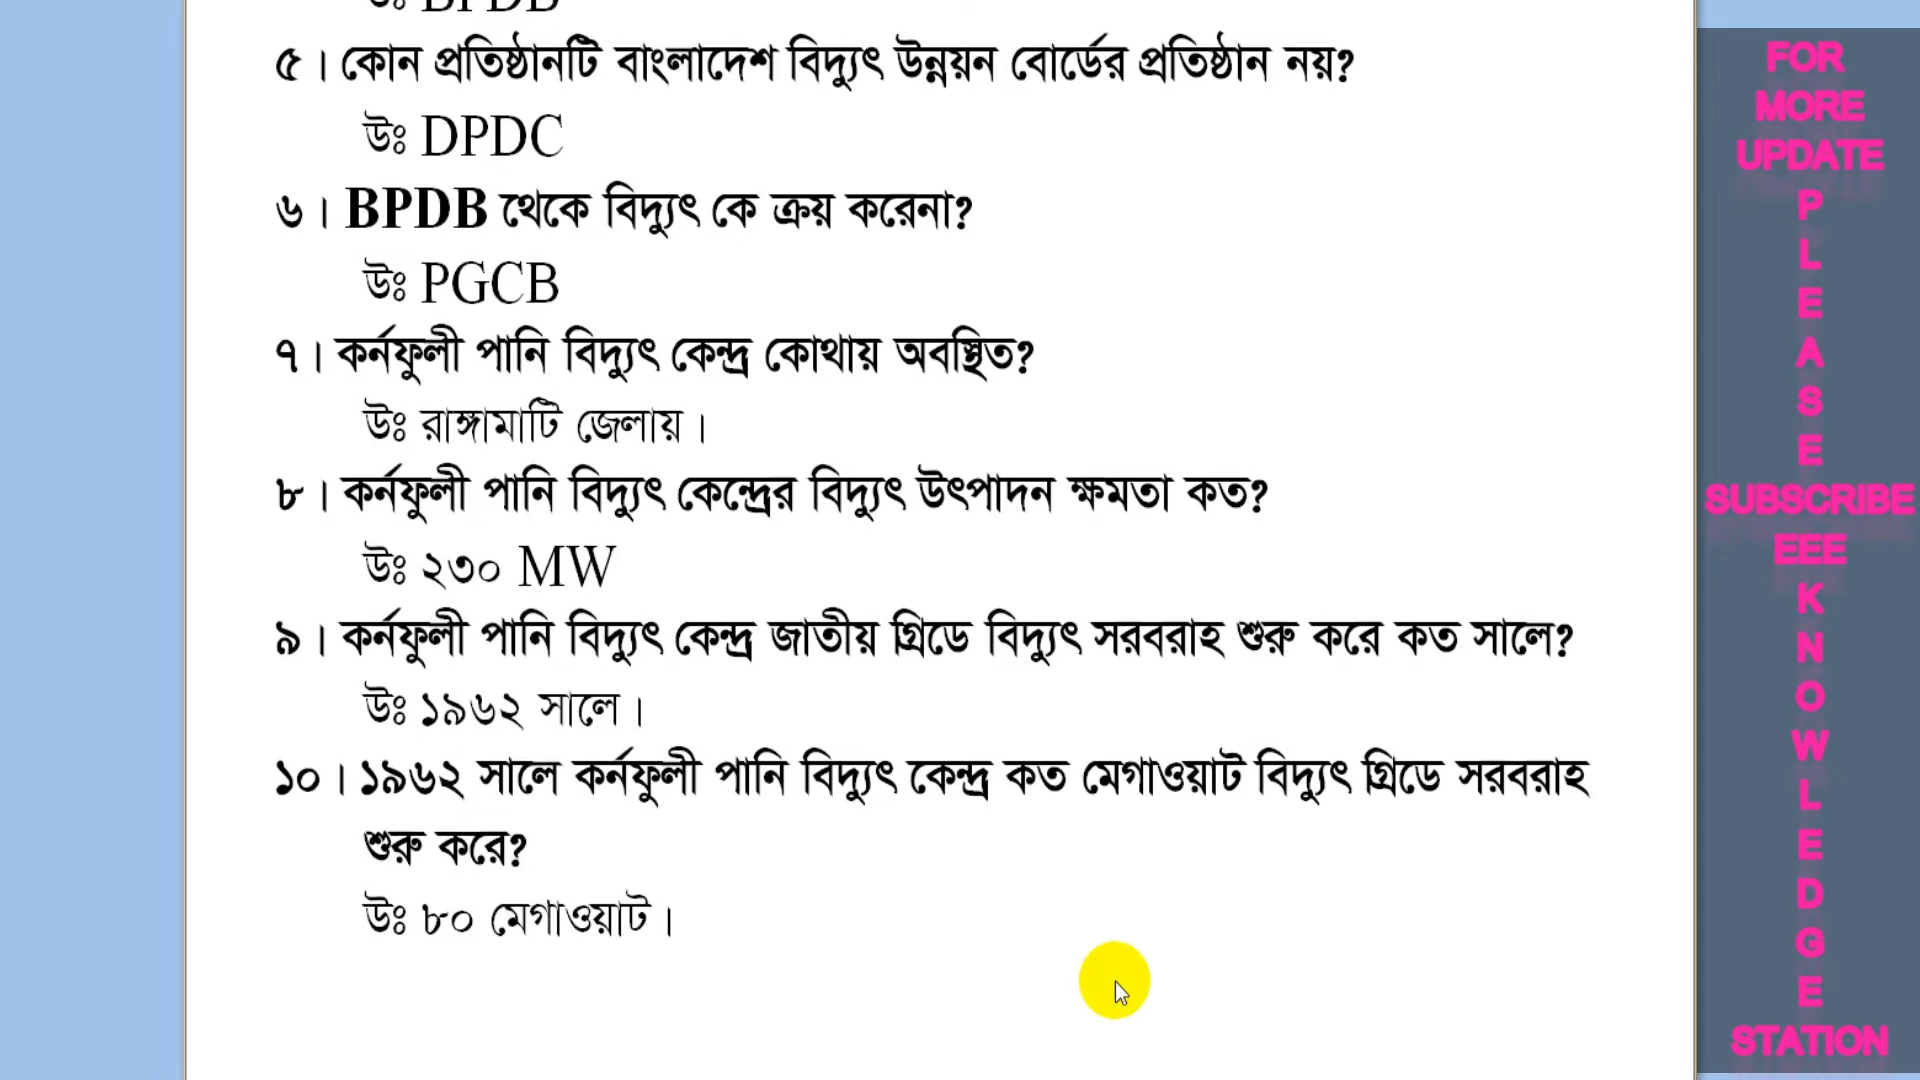 উঃ BPDB
৫। কোন প্রতিষ্ঠানটি বাংলাদেশ বিদ্যুৎ উন্নয়ন বোর্ডের প্রতিষ্ঠান নয়?
উঃ DPDC
৬। BPDB থেকে বিদ্যুৎ কে ক্রয় করেনা?
উঃ PGCB
৭। কর্নফুলী পানি বিদ্যুৎ কেন্দ্র কোথায় অবস্থিত?
উঃ রাঙ্গামাটি জেলায়।
৮। কর্নফুলী পানি বিদ্যুৎ কেন্দ্রের বিদ্যুৎ উৎপাদন ক্ষমতা কত?
উঃ ২৩০ MW
৯। কর্নফুলী পানি বিদ্যুৎ কেন্দ্র জাতীয় গ্রিডে বিদ্যুৎ সরবরাহ শুরু করে কত সালে?
উঃ ১৯৬২ সালে।
১০। ১৯৬২ সালে কর্নফুলী পানি বিদ্যুৎ কেন্দ্র কত মেগাওয়াট বিদ্যুৎ গ্রিডে সরবরাহ
শুরু করে?
উঃ ৮০ মেগাওয়াট।
FOR
MORE
UPDATE
P
L
E
A
S
E
SUBSCRIBE
EEE
K
N
O
W
L
E
D
G
E
STATION